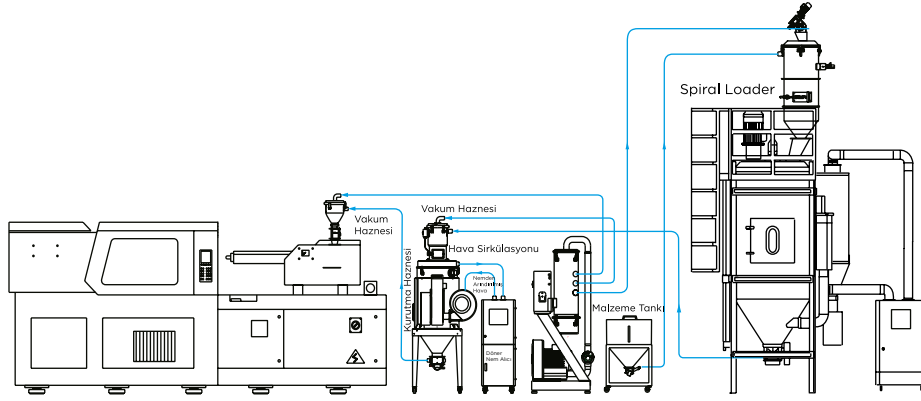 Spiral Loader
Vakum Haznesi
Vakum
Haznesi
Hava Sirkülasyonu
Kurutma Haznesi
Nemden
Arındırılmış
Hava
Malzeme Tankı
Döner
Nem Alıcı